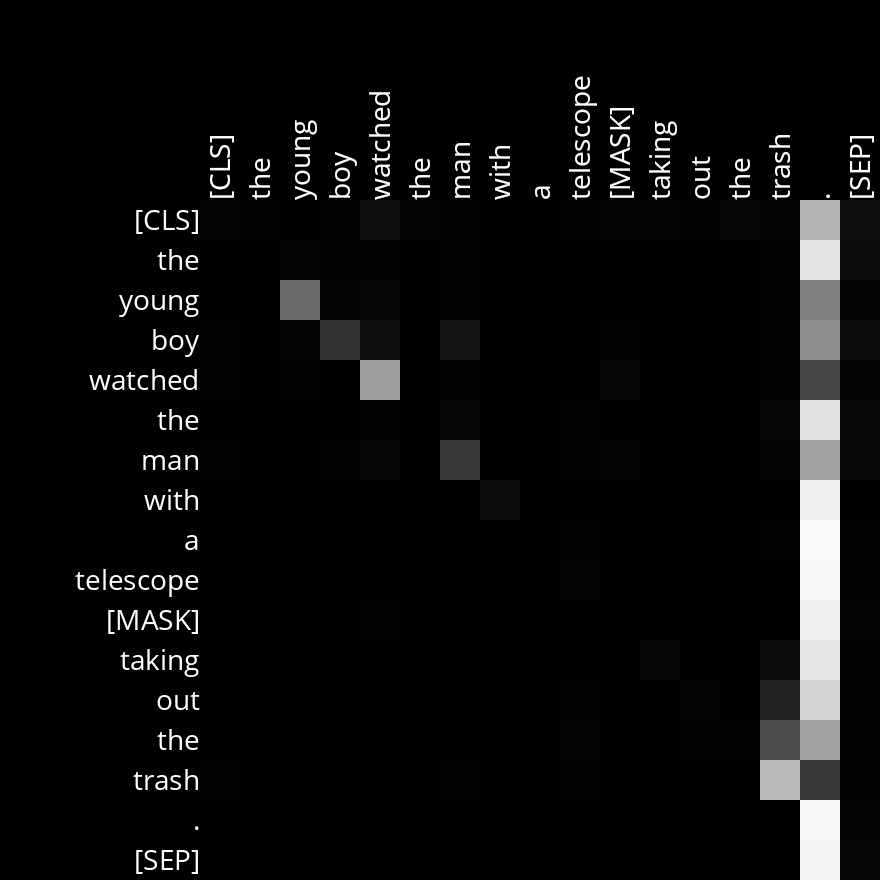 [CLS] the young boy watched the man with a telescope [MASK] taking out the trash . [SEP]
[CLS]
the
young
boy
watched
the
man
with
a
telescope
[MASK]
taking
out
the
trash
.
[SEP]